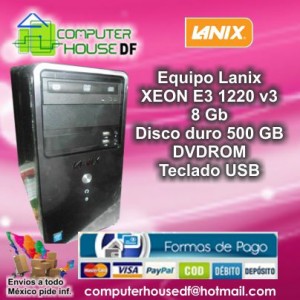 COMPUTER
HOUSE DF
LANIX
Equipo Lanix
XEON E3 1220 v3
8 Gb
Disco duro 500 GB
DVDROM
Teclado USB
Envios a todo
México pide inf.
Formas de Pago
VISA
PayPal
COD
DÉBITO
DEPÓSITO
computerhousedf@hotmail.com